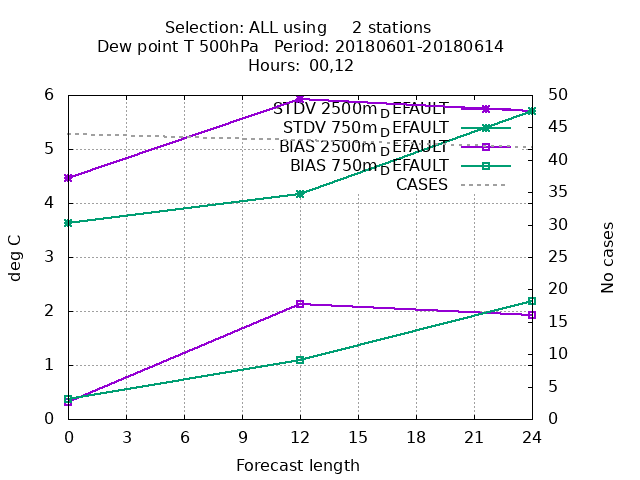 Selection: ALL using 2 stations
Dew point T 500hPa Period: 20180601-20180614
Hours: 00,12
deg C
No cases
6
5
4
3
2
1
0
50
45
40
35
30
25
20
15
10
5
0
STDV 2500m_DEFAULT
STDV 750m_DEFAULT
BIAS 2500m_DEFAULT
BIAS 750m_DEFAULT
CASES
0 3 6 9 12 15 18 21 24
Forecast length